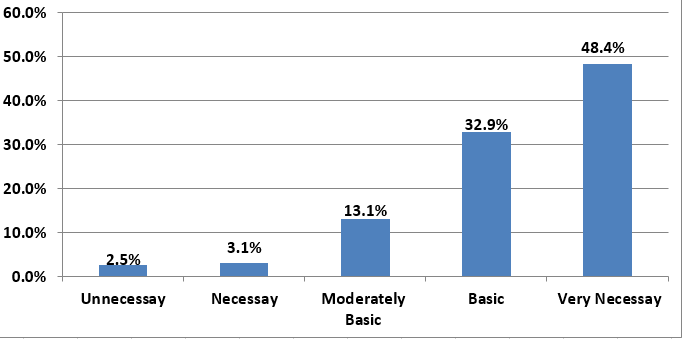 60.0%
50.0%
40.0%
30.0%
20.0%
10.0%
0.0%
2.5%
3.1%
13.1%
32.9%
48.4%
Unnecessay
Necessay
Moderately
Basic
Basic
Very Necessay